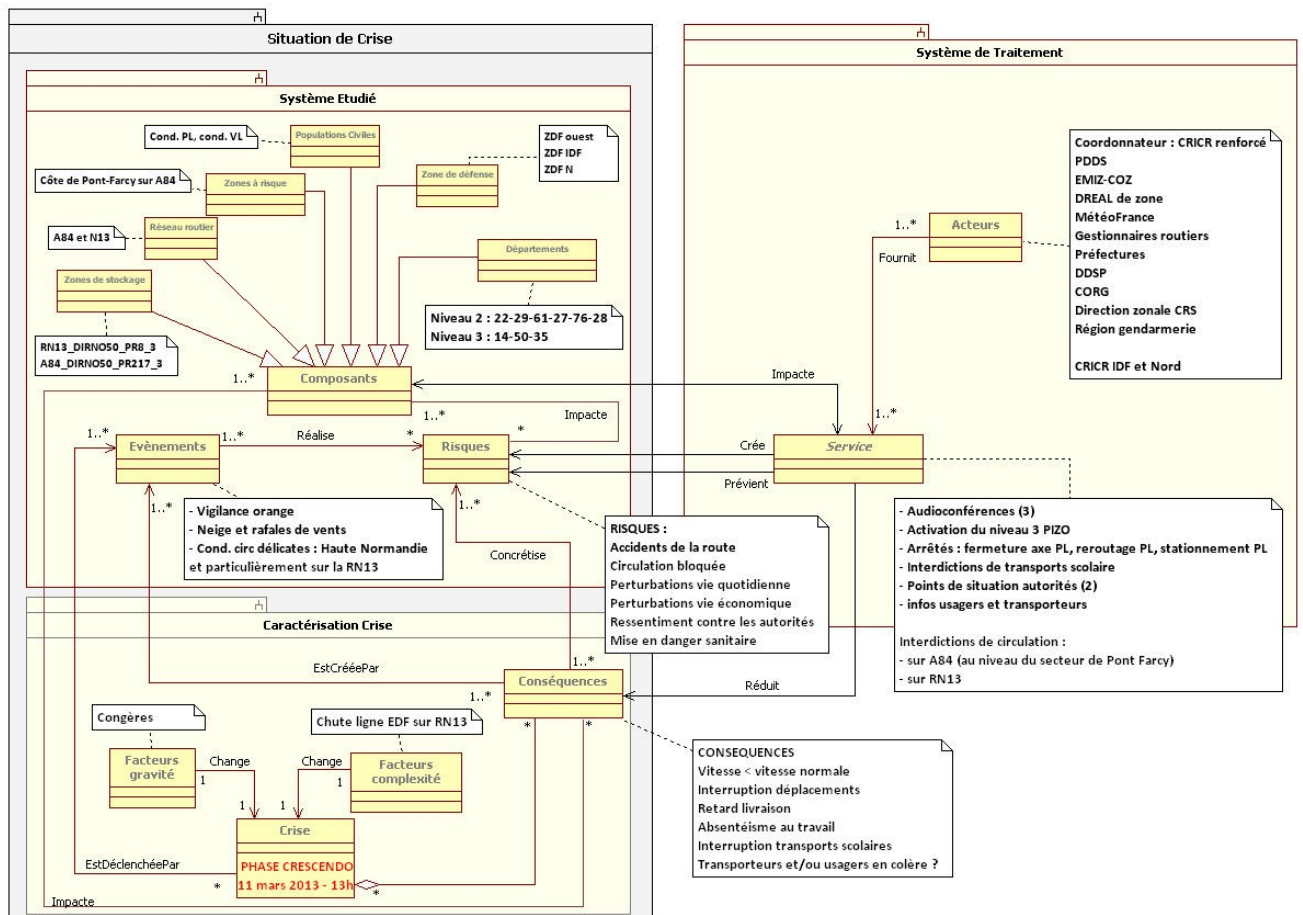 Situation de Crise
Système Etudié
Cond. PL, cond. VL
Populations Civiles
ZDF ouest
ZDF IDF
ZDF N
Côte de Pont-Farcy sur A84
Zones à risque
Zone de défense
A84 et N13
Réseau routier
Départements
Zones de stockage
Niveau 2 : 22-29-61-27-76-28
Niveau 3 : 14-50-35
RN13_DIRNO50_PR8_3
A84_DIRNO50_PR217_3
1..*
Composants
1..*
Impacte
Impacte
1..*
Evènements
1..*
Réalise
*
Risques
*
1..*
1..*
- Vigilance orange
- Neige et rafales de vents
- Cond. circ délicates : Haute Normandie
et particulièrement sur la RN13
Concrétise
RISQUES :
Accidents de la route
Circulation bloquée
Perturbations vie quotidienne
Perturbations vie économique
Ressentiment contre les autorités
Mise en danger sanitaire
Système de Traitement
Coordonnateur : CRICR renforcé
PDDS
EMIZ-COZ
DREAL de zone
MétéoFrance
Gestionnaires routiers
Préfectures
DDSP
CORG
Direction zonale CRS
Région gendarmerie
CRICR IDF et Nord
1..*
Acteurs
Fournit
1..*
Crée
Service
Prévient
- Audioconférences (3)
- Activation du niveau 3 PIZO
- Arrêtés : fermeture axe PL, reroutage PL, stationnement PL
- Interdictions de transports scolaire
- Points de situation autorités (2)
- infos usagers et transporteurs
Interdictions de circulation :
- sur A84 (au niveau du secteur de Pont Farcy)
- sur RN13
Caractérisation Crise
EstCrééePar
1..*
1..*
Conséquences
Réduit
*
*
Congères
Chute ligne EDF sur RN13
Facteurs
gravité
Change
1
1
Change
1
1
Facteurs
complexité
CONSEQUENCES
Vitesse < vitesse normale
Interruption déplacements
Retard livraison
Absentéisme au travail
Interruption transports scolaires
Transporteurs et/ou usagers en colère ?
Crise
EstDéclenchéePar
PHASE CRESCENDO
11 mars 2013 - 13h
*
*
Impacte